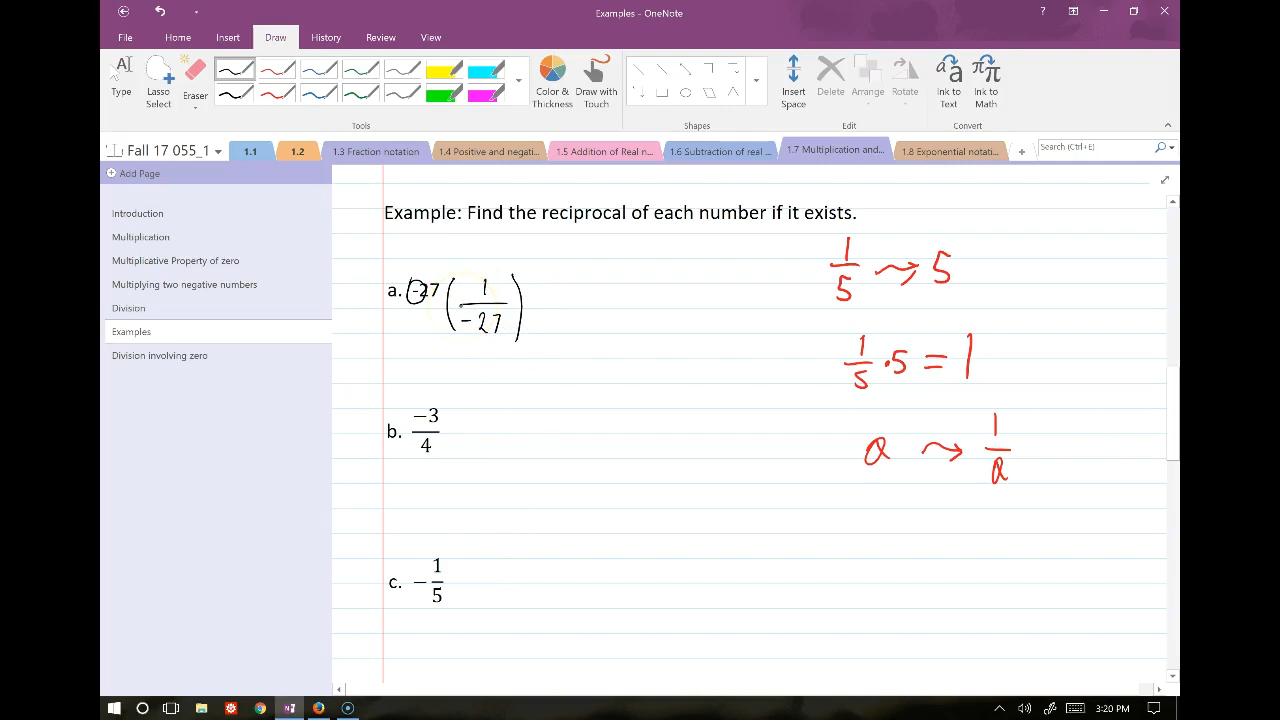 Examples - OneNote
?
File Home Insert Draw History Review View
Type
Lasso Select
Eraser
Color & Thickness
Draw with Touch
Insert Space
Delete
Arrange
Rotate
Ink to Text
Ink to Math
Tools Shapes Edit Convert
Fall 17 055_1 1.1 1.2 1.3 Fraction notation 1.4 Positive and negati... 1.5 Addition of Real n... 1.6 Subtraction of real ... 1.7 Multiplication and... 1.8 Exponential notati... + Search (Ctrl+E)
Add Page
Introduction
Multiplication
Multiplicative Property of zero
Multiplying two negative numbers
Division
Examples
Division involving zero
Example: Find the reciprocal of each number if it exists.
a. -27 (1/-27)
b. −3/4
c. −1/5
1/5 ⇝ 5
1/5 · 5 = 1
a ⇝ 1/a
3:20 PM